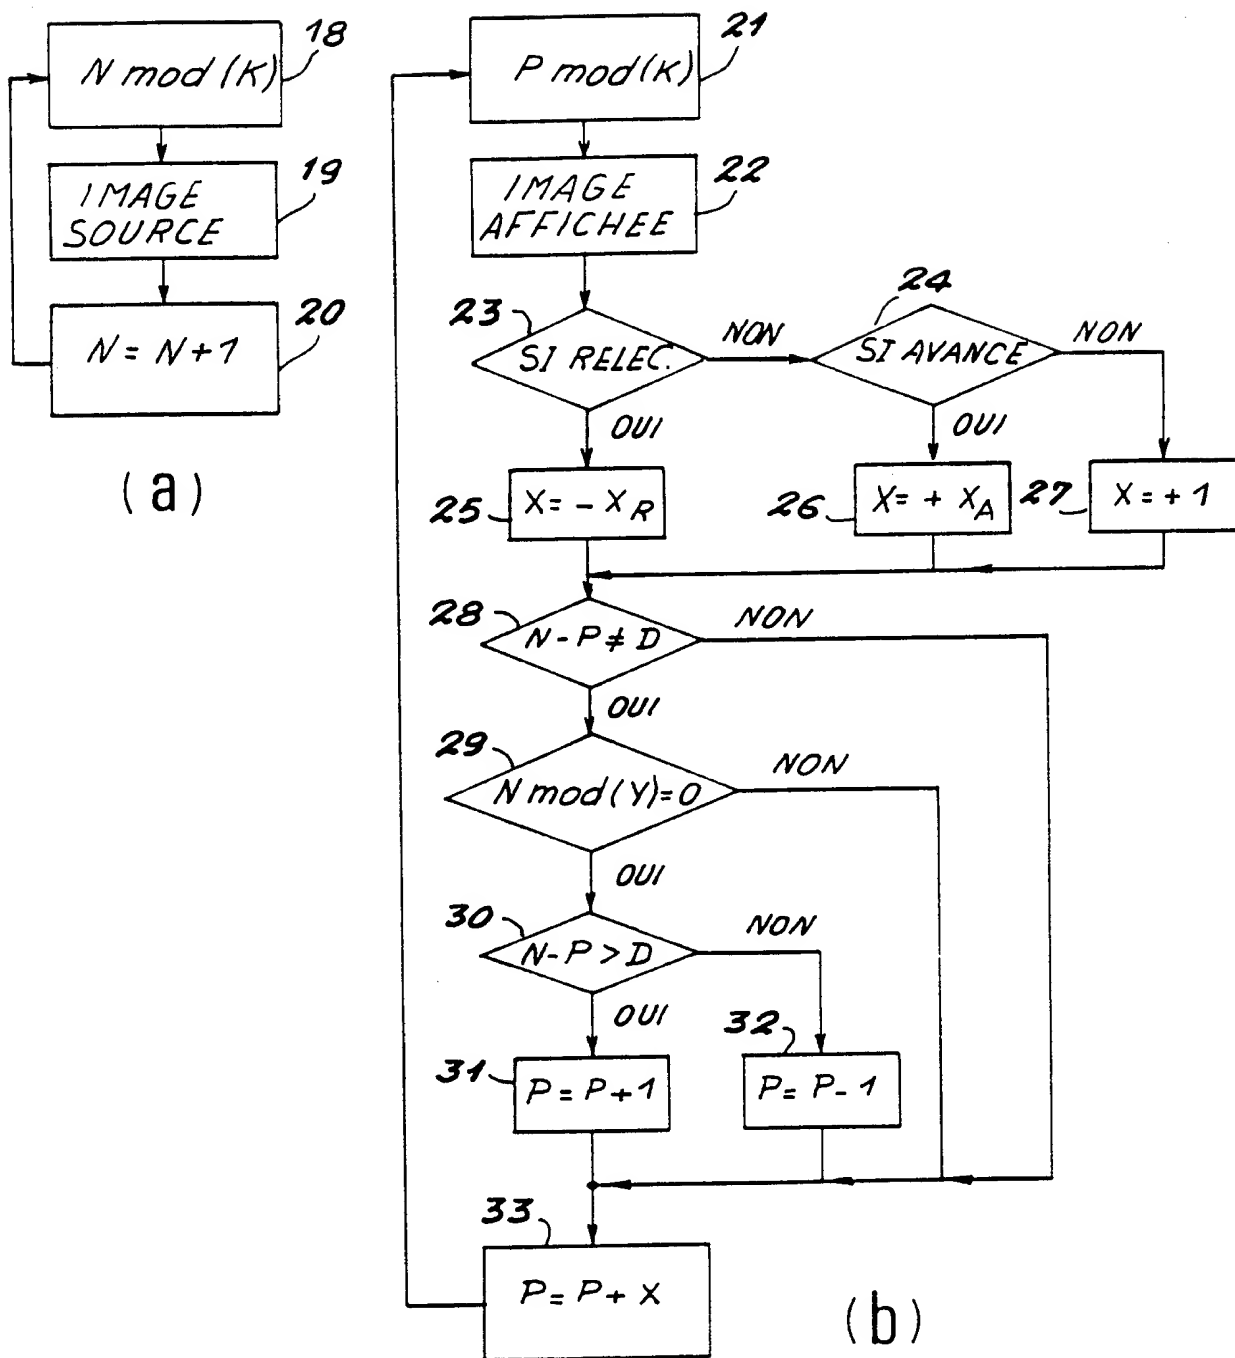 18
N mod (K)
19
IMAGE
SOURCE
20
N = N + 1
(a)
21
P mod (K)
22
IMAGE
AFFICHEE
23
SI RELEC.
NON
24
SI AVANCE
NON
OUI
OUI
25
X = - X_R
26
X = + X_A
27
X = + 1
28
N - P ≠ D
NON
OUI
29
N mod (Y) = 0
NON
OUI
30
N - P > D
NON
OUI
31
P = P + 1
32
P = P - 1
33
P = P + X
(b)